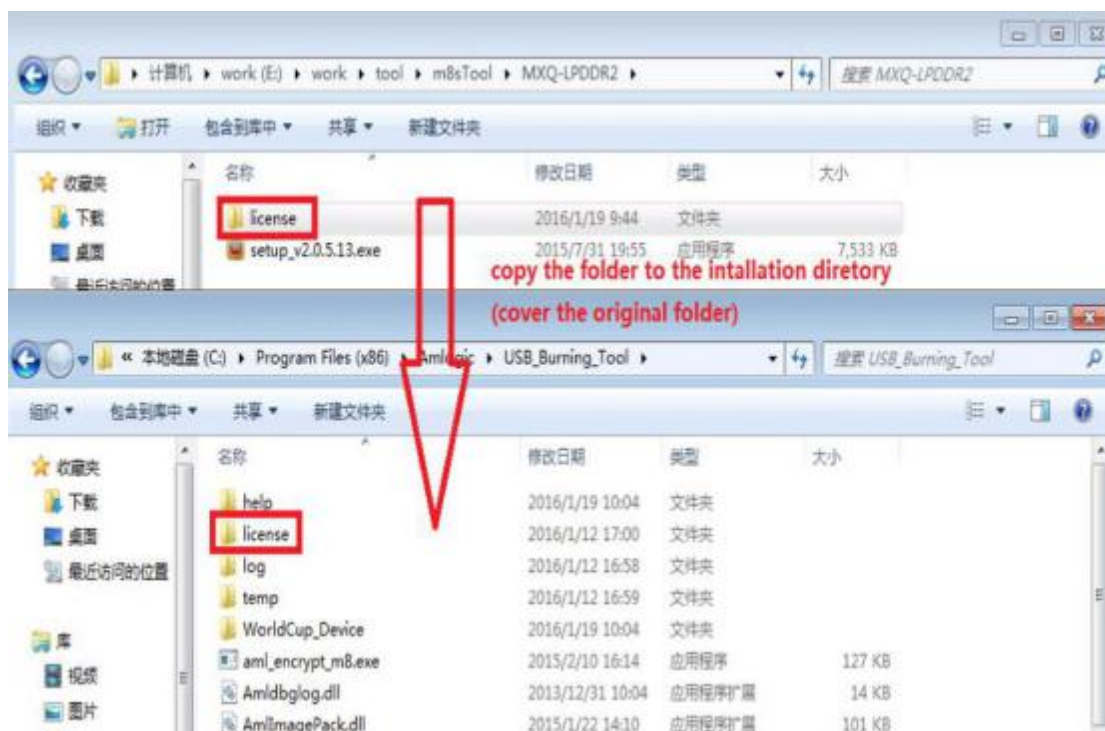 计算机 work (E:) work tool m8sTool MXQ-LPDDR2
搜索 MXQ-LPDDR2
组织 打开 包含到库中 共享 新建文件夹
名称 修改日期 类型 大小
收藏夹
下载
桌面
最近访问的位置
license 2016/1/19 9:44 文件夹
setup_v2.0.5.13.exe 2015/7/31 19:55 应用程序 7,533 KB
copy the folder to the intallation diretory
(cover the original folder)
« 本地磁盘 (C:) Program Files (x86) Amlogic USB_Burning_Tool
搜索 USB_Burning_Tool
组织 包含到库中 共享 新建文件夹
名称 修改日期 类型 大小
收藏夹
下载
桌面
最近访问的位置
库
视频
图片
help 2016/1/19 10:04 文件夹
license 2016/1/12 17:00 文件夹
log 2016/1/12 16:58 文件夹
temp 2016/1/12 16:59 文件夹
WorldCup_Device 2016/1/19 10:04 文件夹
aml_encrypt_m8.exe 2015/2/10 16:14 应用程序 127 KB
Amldbglog.dll 2013/12/31 10:04 应用程序扩展 14 KB
AmlImagePack.dll 2015/1/22 14:10 应用程序扩展 101 KB